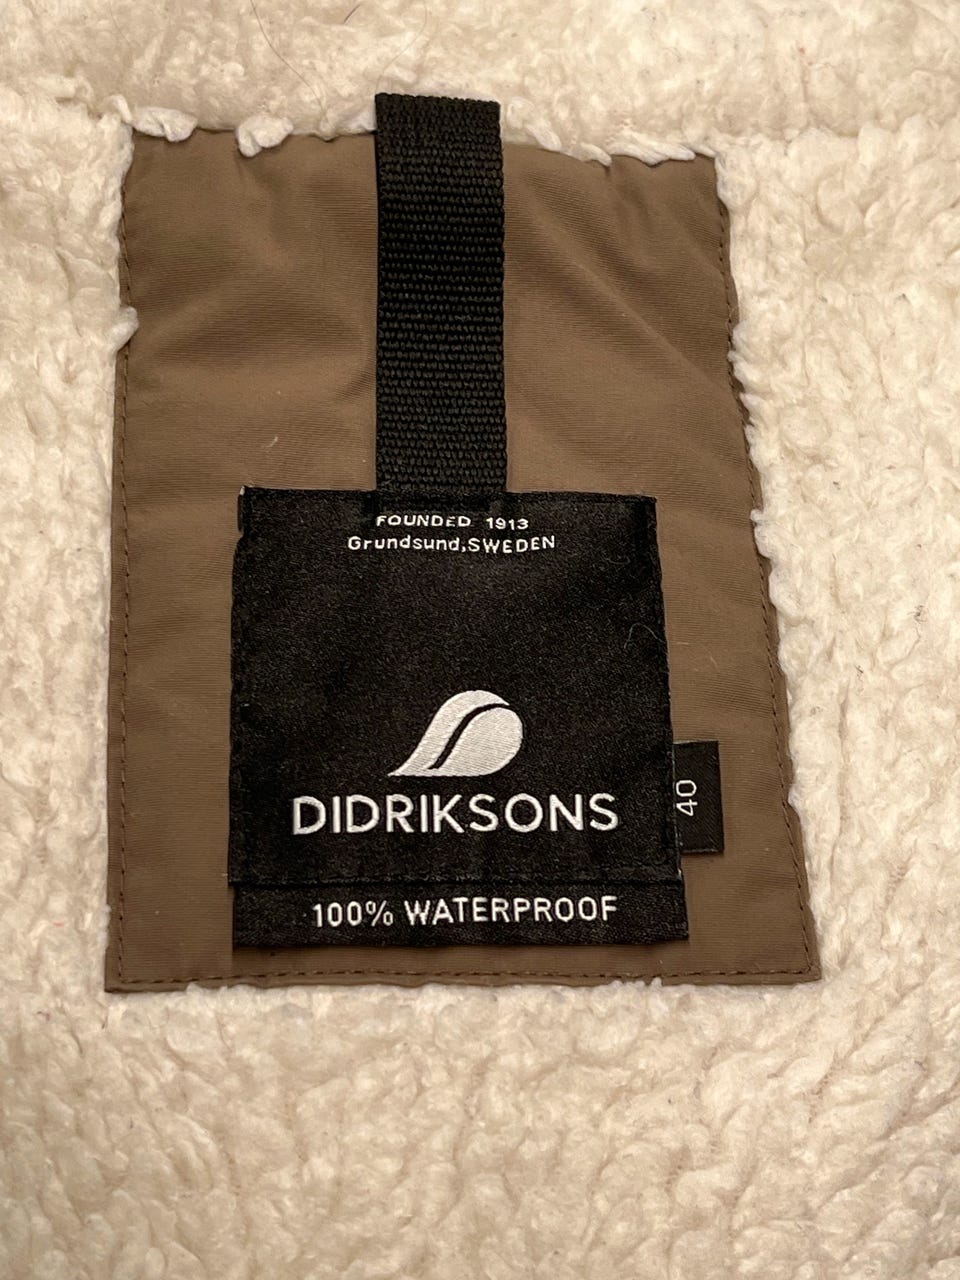 FOUNDED 1913
Grundsund,SWEDEN
DIDRIKSONS
40
100% WATERPROOF